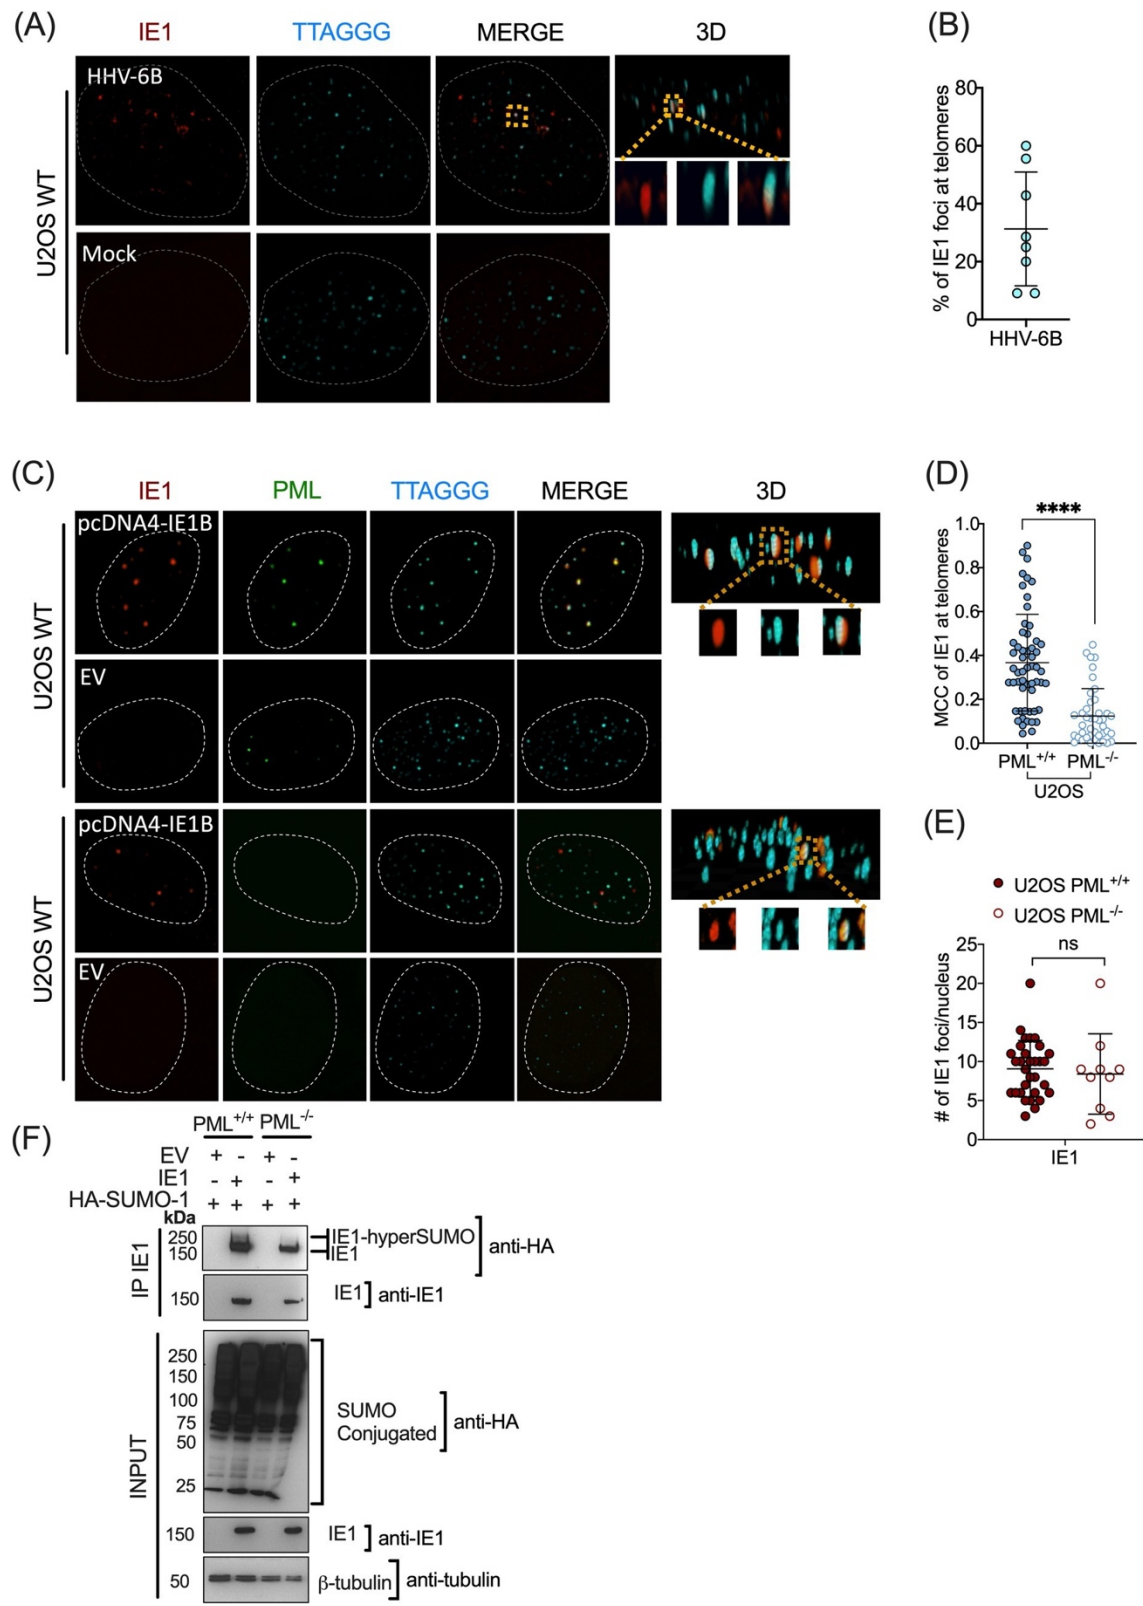 (A)
IE1 TTAGGG MERGE 3D
U2OS WT
HHV-6B
Mock
(B)
% of IE1 foci at telomeres
80
60
40
20
0
HHV-6B
(C)
IE1 PML TTAGGG MERGE 3D
U2OS WT
pcDNA4-IE1B
EV
U2OS WT
pcDNA4-IE1B
EV
(D)
MCC of IE1 at telomeres
****
1.0
0.8
0.6
0.4
0.2
0.0
PML+/+ PML-/-
U2OS
(E)
U2OS PML+/+
U2OS PML-/-
# of IE1 foci/nucleus
ns
25
20
15
10
5
0
IE1
(F)
PML+/+ PML-/-
EV + - + -
IE1 - + - +
HA-SUMO-1 + + + +
kDa
IP IE1
250 IE1-hyperSUMO
150 IE1
anti-HA
150 IE1 anti-IE1
INPUT
250
150
100
75
50
25
SUMO
Conjugated
anti-HA
150 IE1 anti-IE1
50 β-tubulin anti-tubulin